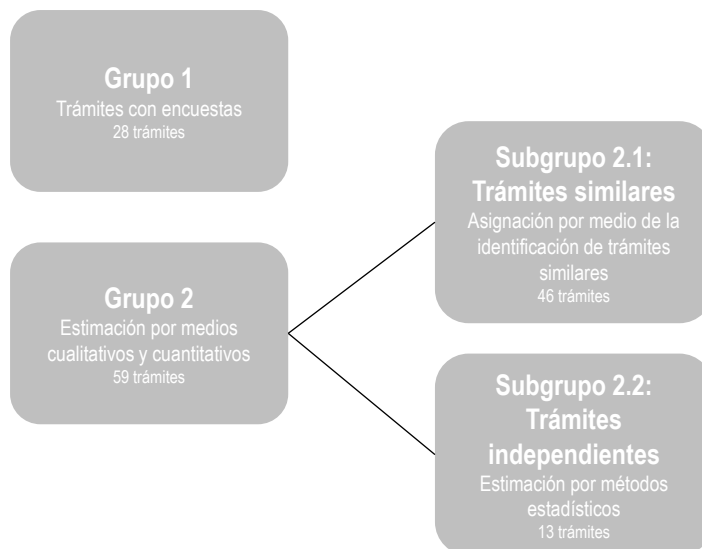 Grupo 1
Trámites con encuestas
28 trámites
Grupo 2
Estimación por medios
cualitativos y cuantitativos
59 trámites
Subgrupo 2.1:
Trámites similares
Asignación por medio de la
identificación de trámites
similares
46 trámites
Subgrupo 2.2:
Trámites
independientes
Estimación por métodos
estadísticos
13 trámites